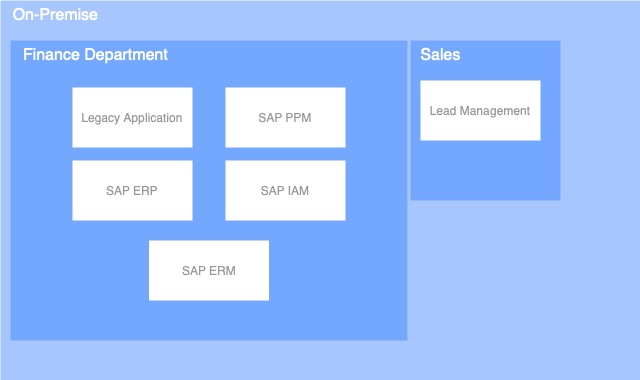 On-Premise
Finance Department
Legacy Application
SAP PPM
SAP ERP
SAP IAM
SAP ERM
Sales
Lead Management